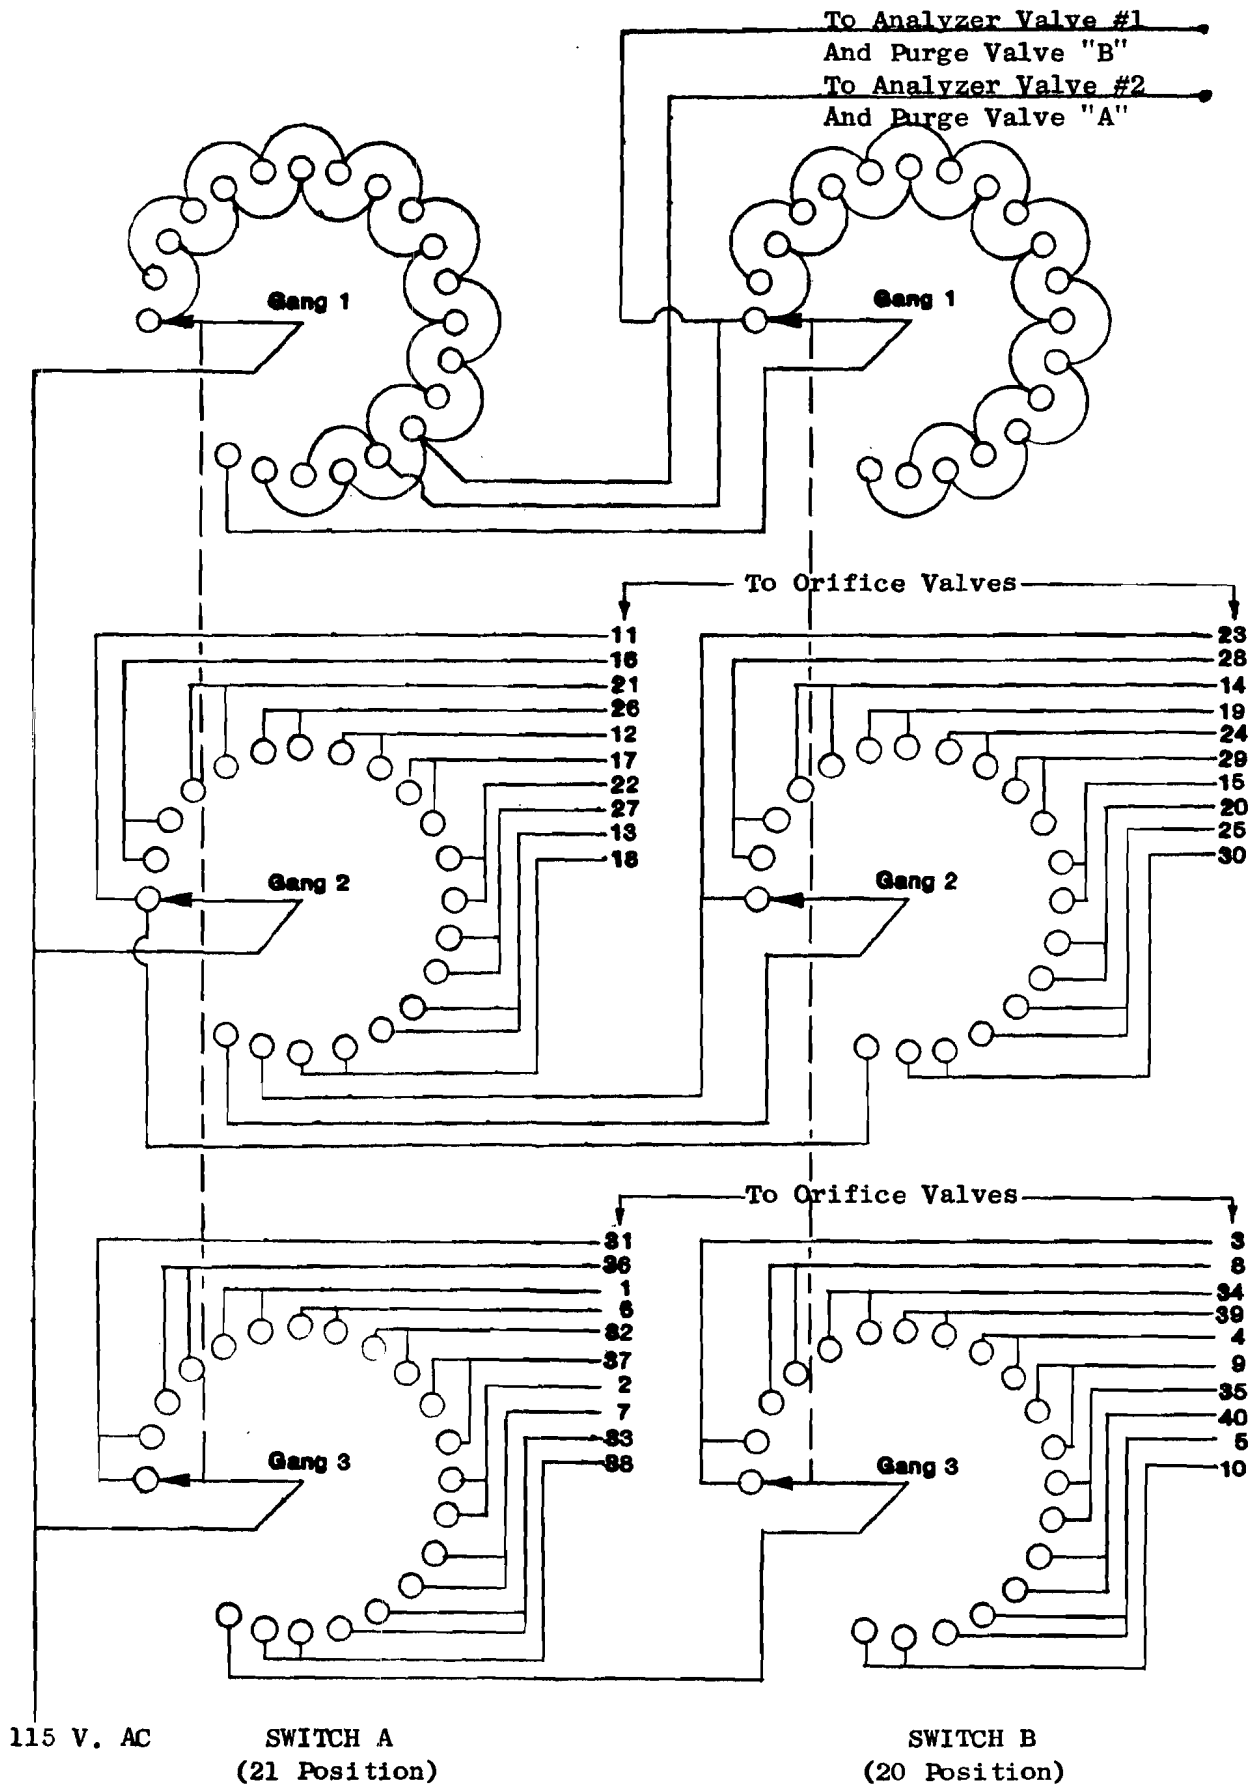 To Analyzer Valve #1
And Purge Valve "B"
To Analyzer Valve #2
And Purge Valve "A"
Gang 1
Gang 1
To Orifice Valves
11
16
21
26
12
17
22
27
13
18
23
28
14
19
24
29
15
20
25
30
Gang 2
Gang 2
To Orifice Valves
31
36
1
6
32
37
2
7
33
38
3
8
34
39
4
9
35
40
5
10
Gang 3
Gang 3
115 V. AC
SWITCH A
(21 Position)
SWITCH B
(20 Position)